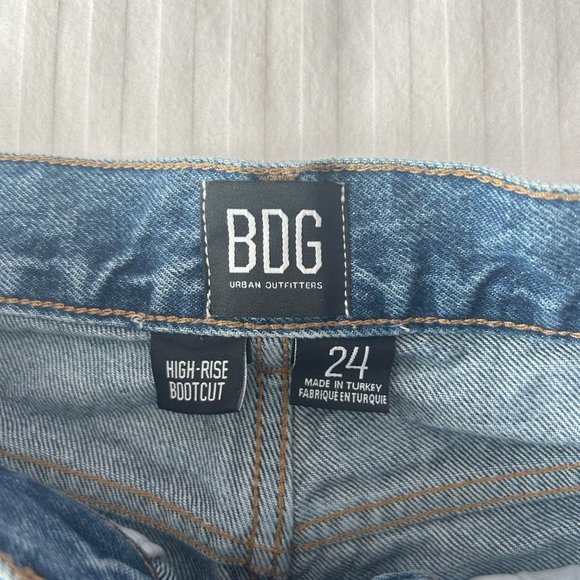 BDG
URBAN OUTFITTERS
HIGH-RISE
BOOTCUT
24
MADE IN TURKEY
FABRIQUE EN TURQUIE